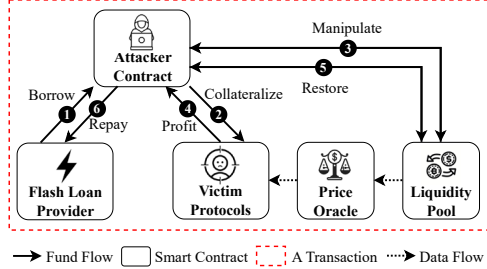 Manipulate
3
Attacker
Contract
5
Restore
Borrow
1
6
Repay
Collateralize
4
2
Profit
Flash Loan
Provider
Victim
Protocols
Price
Oracle
Liquidity
Pool
Fund Flow
Smart Contract
A Transaction
Data Flow